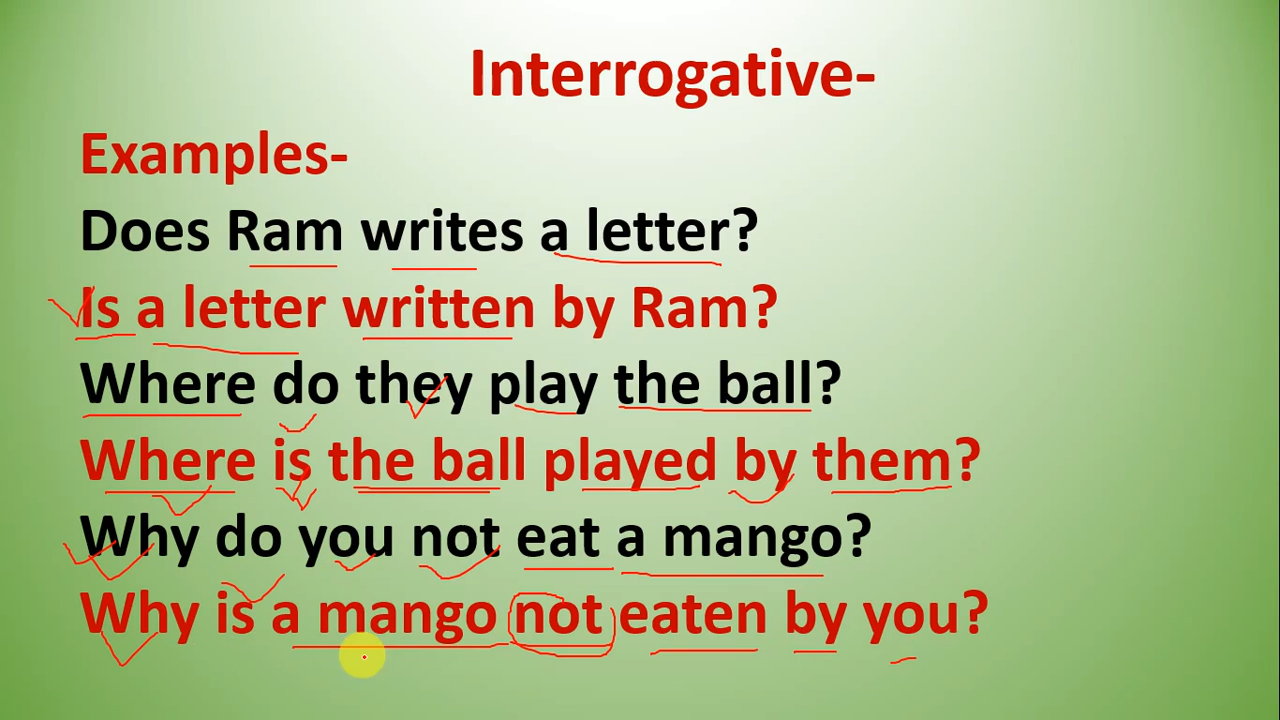 Interrogative-
Examples-
Does Ram writes a letter?
Is a letter written by Ram?
Where do they play the ball?
Where is the ball played by them?
Why do you not eat a mango?
Why is a mango not eaten by you?